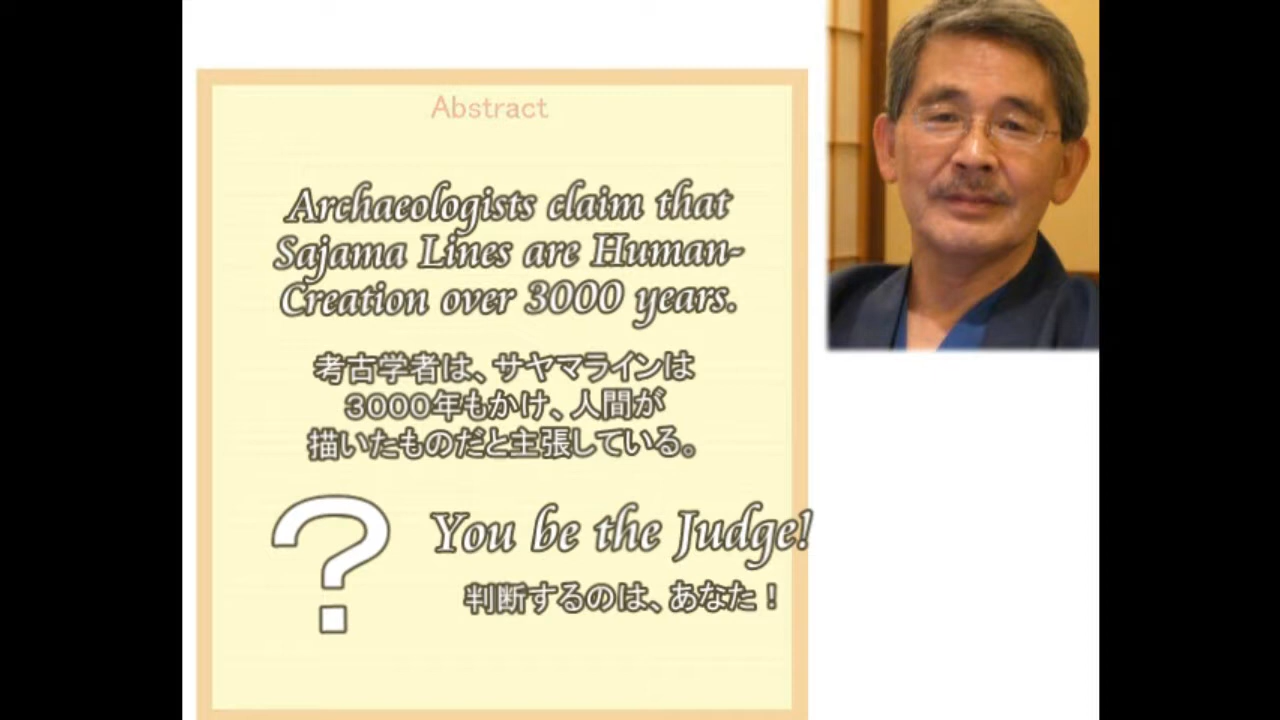 Abstract
Archaeologists claim that
Sajama Lines are Human-
Creation over 3000 years.
考古学者は、サヤマラインは
３０００年もかけ、人間が
描いたものだと主張している。
?
You be the Judge!
判断するのは、あなた！